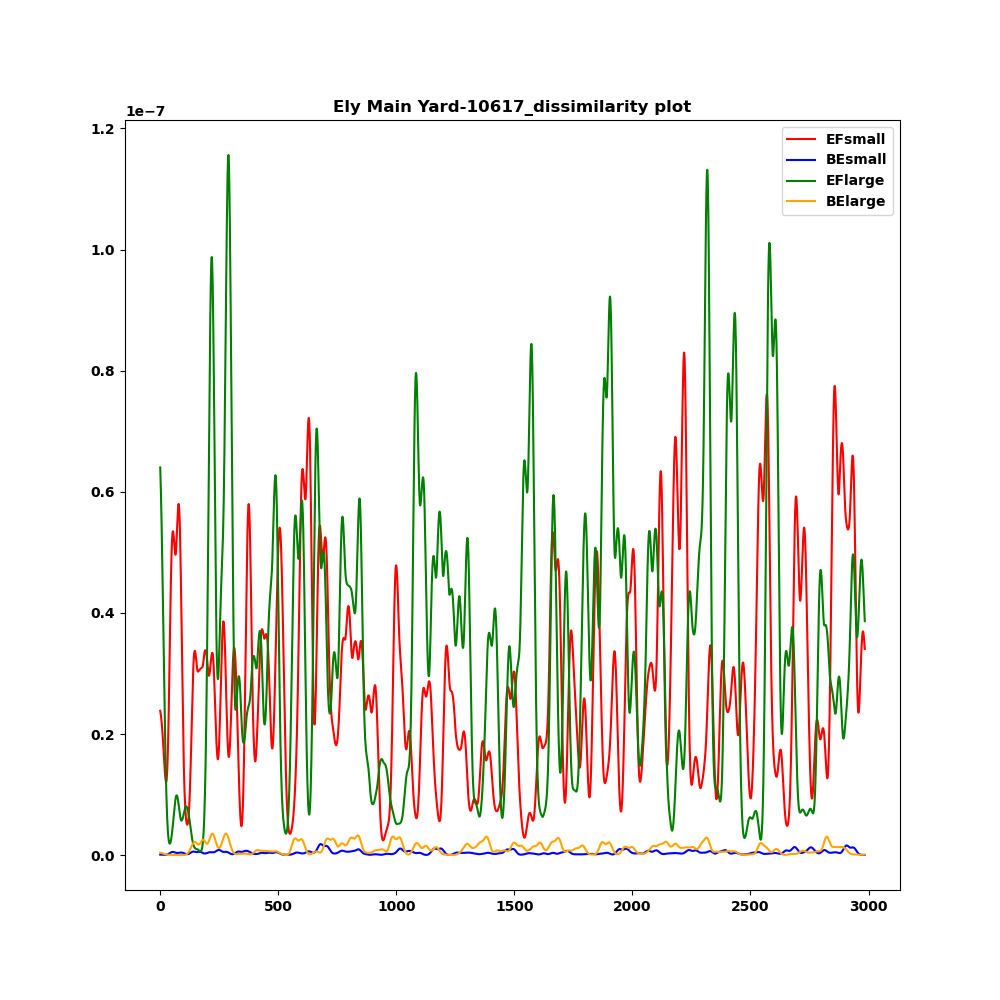 Ely Main Yard-10617_dissimilarity plot
1e−7
1.2
1.0
0.8
0.6
0.4
0.2
0.0
EFsmall
BEsmall
EFlarge
BElarge
0 500 1000 1500 2000 2500 3000